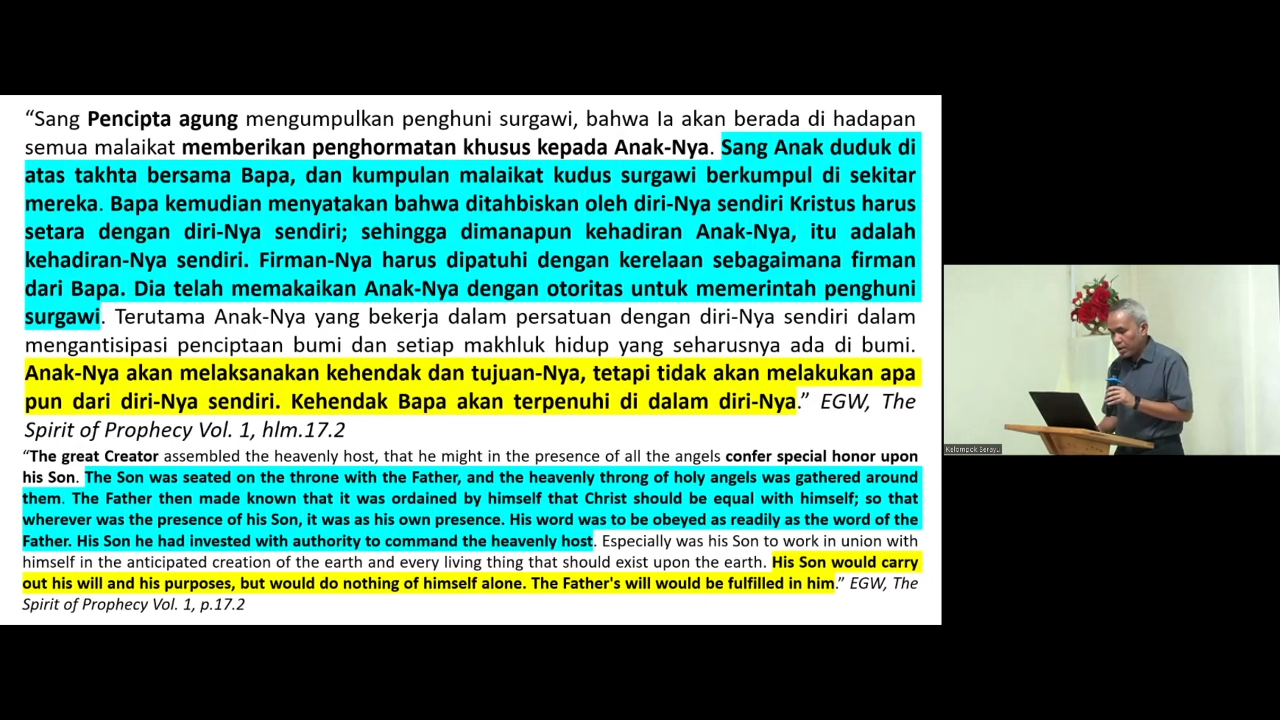 “Sang Pencipta agung mengumpulkan penghuni surgawi, bahwa Ia akan berada di hadapan
semua malaikat memberikan penghormatan khusus kepada Anak-Nya. Sang Anak duduk di
atas takhta bersama Bapa, dan kumpulan malaikat kudus surgawi berkumpul di sekitar
mereka. Bapa kemudian menyatakan bahwa ditahbiskan oleh diri-Nya sendiri Kristus harus
setara dengan diri-Nya sendiri; sehingga dimanapun kehadiran Anak-Nya, itu adalah
kehadiran-Nya sendiri. Firman-Nya harus dipatuhi dengan kerelaan sebagaimana firman
dari Bapa. Dia telah memakaikan Anak-Nya dengan otoritas untuk memerintah penghuni
surgawi. Terutama Anak-Nya yang bekerja dalam persatuan dengan diri-Nya sendiri dalam
mengantisipasi penciptaan bumi dan setiap makhluk hidup yang seharusnya ada di bumi.
Anak-Nya akan melaksanakan kehendak dan tujuan-Nya, tetapi tidak akan melakukan apa
pun dari diri-Nya sendiri. Kehendak Bapa akan terpenuhi di dalam diri-Nya.” EGW, The
Spirit of Prophecy Vol. 1, hlm.17.2
“The great Creator assembled the heavenly host, that he might in the presence of all the angels confer special honor upon
his Son. The Son was seated on the throne with the Father, and the heavenly throng of holy angels was gathered around
them. The Father then made known that it was ordained by himself that Christ should be equal with himself; so that
wherever was the presence of his Son, it was as his own presence. His word was to be obeyed as readily as the word of the
Father. His Son he had invested with authority to command the heavenly host. Especially was his Son to work in union with
himself in the anticipated creation of the earth and every living thing that should exist upon the earth. His Son would carry
out his will and his purposes, but would do nothing of himself alone. The Father's will would be fulfilled in him.” EGW, The
Spirit of Prophecy Vol. 1, p.17.2
Kelompok Serayu